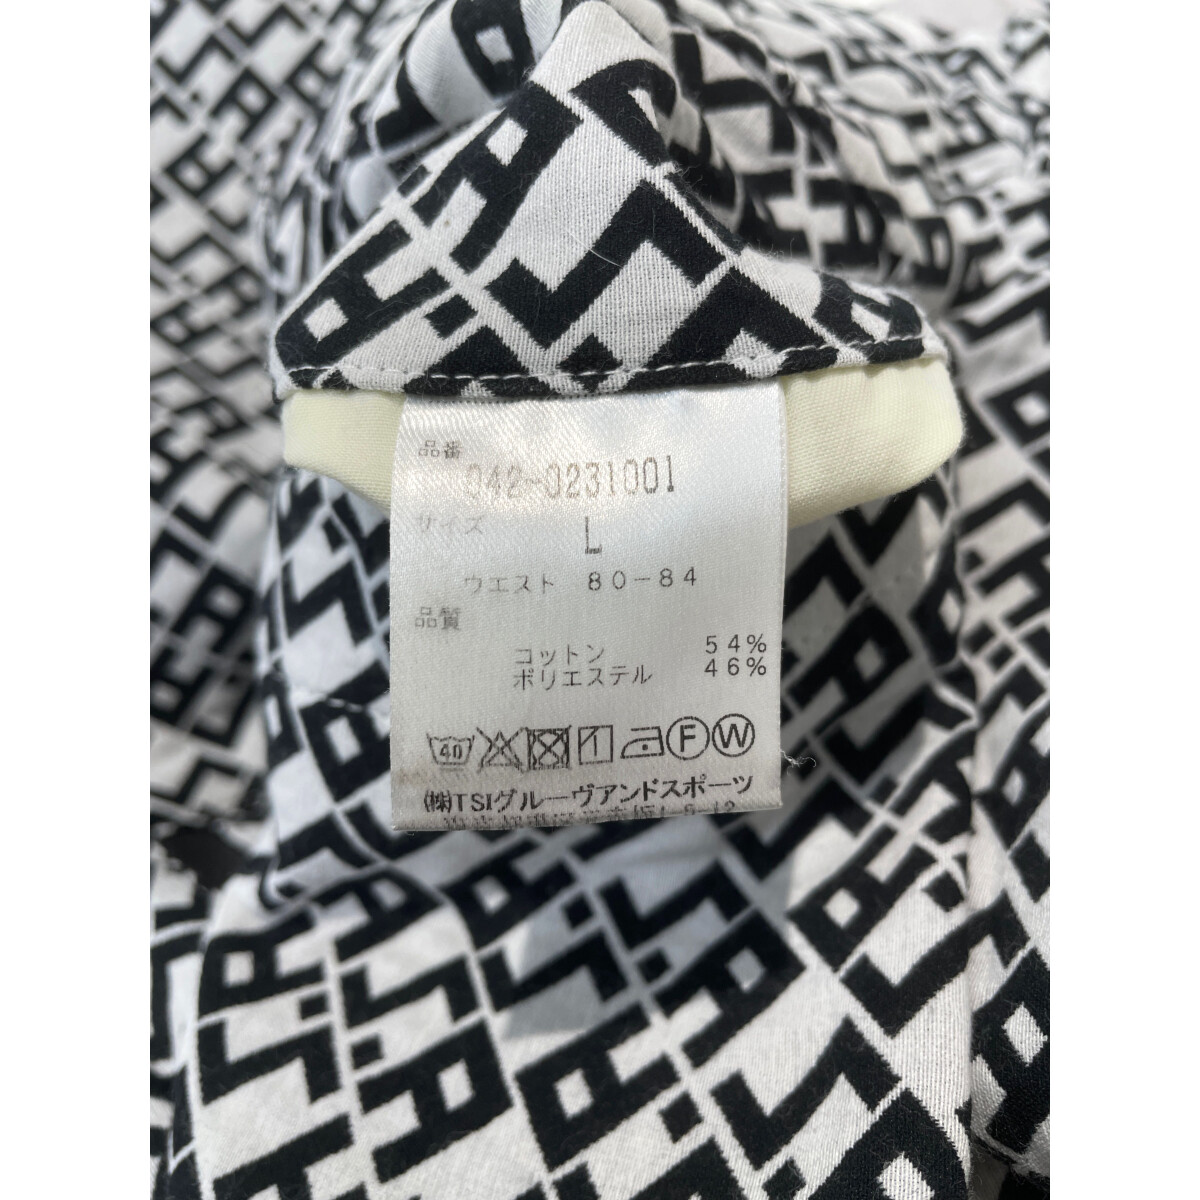 品番
042-0231001
サイズ
L
ウエスト 80-84
品質
コットン 54%
ポリエステル 46%
40 F W
(株)TSIグルーヴアンドスポーツ